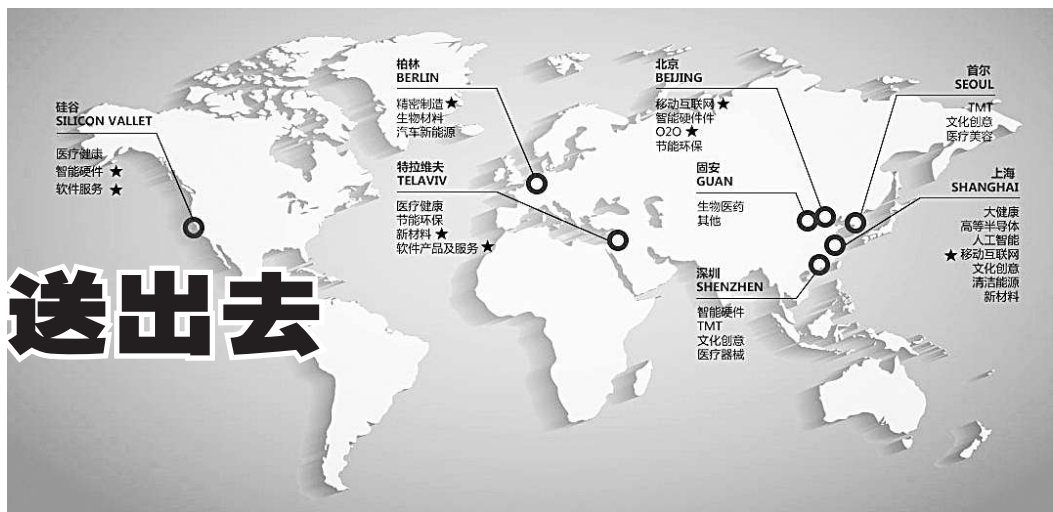 硅谷
SILICON VALLET
医疗健康
智能硬件 ★
软件服务 ★
柏林
BERLIN
精密制造★
生物材料
汽车新能源
特拉维夫
TELAVIV
医疗健康
节能环保
新材料 ★
软件产品及服务 ★
北京
BEIJING
移动互联网 ★
智能硬件件
O2O ★
节能环保
固安
GUAN
生物医药
其他
深圳
SHENZHEN
智能硬件
TMT
文化创意
医疗器械
首尔
SEOUL
TMT
文化创意
医疗美容
上海
SHANGHAI
大健康
高等半导体
人工智能
★ 移动互联网
文化创意
清洁能源
新材料
送出去